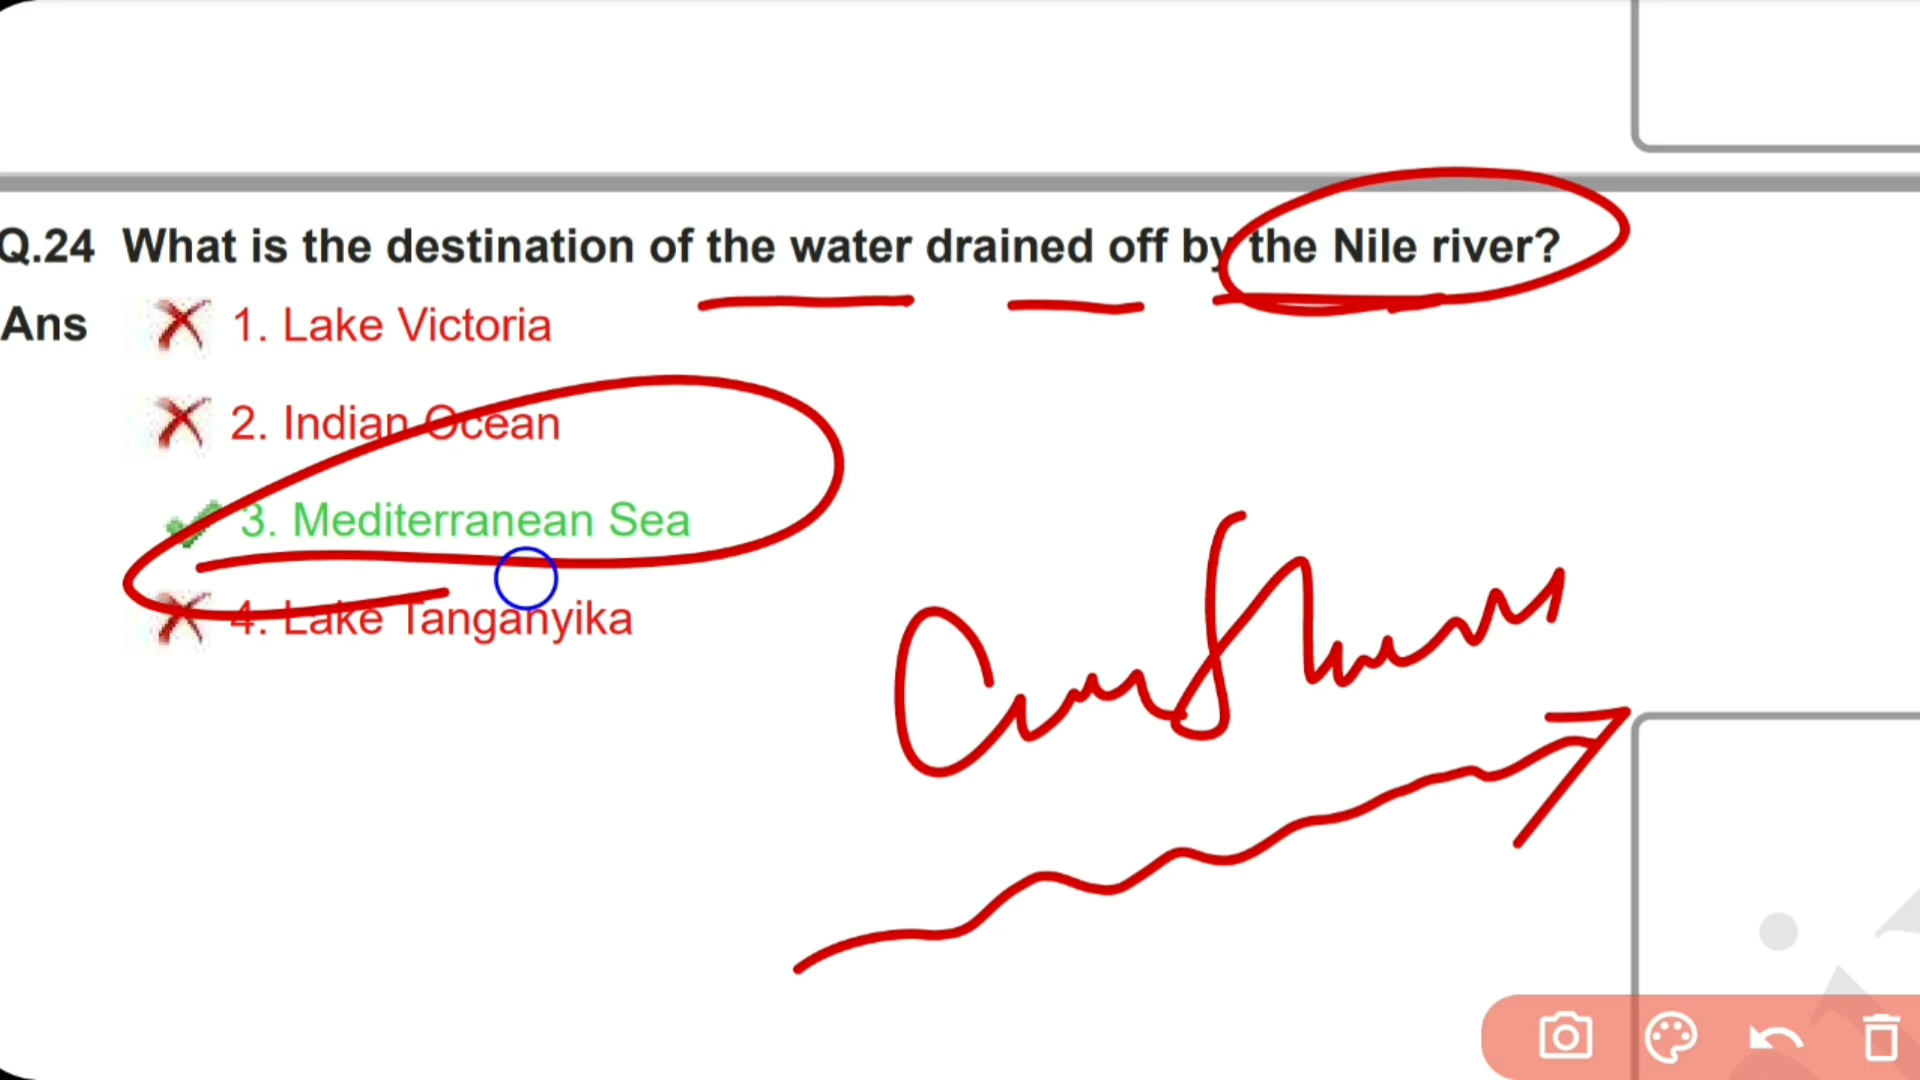 Q.24 What is the destination of the water drained off by the Nile river?
Ans 1. Lake Victoria
2. Indian Ocean
3. Mediterranean Sea
4. Lake Tanganyika